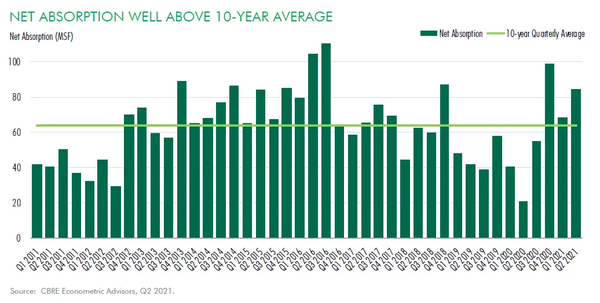 NET ABSORPTION WELL ABOVE 10-YEAR AVERAGE
Net Absorption (MSF)
Net Absorption
10-year Quarterly Average
100
80
60
40
20
0
Q1 2011
Q2 2011
Q3 2011
Q4 2011
Q1 2012
Q2 2012
Q3 2012
Q4 2012
Q1 2013
Q2 2013
Q3 2013
Q4 2013
Q1 2014
Q2 2014
Q3 2014
Q4 2014
Q1 2015
Q2 2015
Q3 2015
Q4 2015
Q1 2016
Q2 2016
Q3 2016
Q4 2016
Q1 2017
Q2 2017
Q3 2017
Q4 2017
Q1 2018
Q2 2018
Q3 2018
Q4 2018
Q1 2019
Q2 2019
Q3 2019
Q4 2019
Q1 2020
Q2 2020
Q3 2020
Q4 2020
Q1 2021
Q2 2021
Source: CBRE Econometric Advisors, Q2 2021.